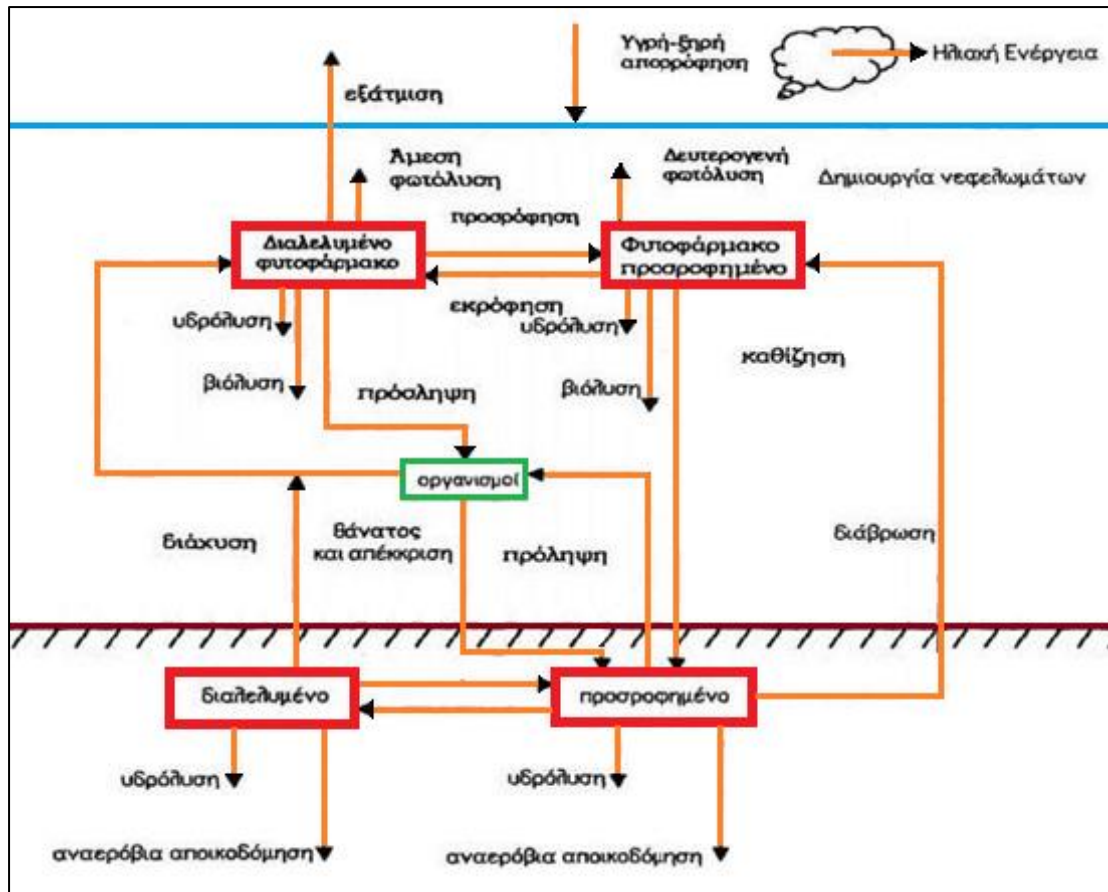 Υγρή-ξηρή
απορρόφηση
Ηλιακή Ενέργεια
εξάτμιση
Άμεση
φωτόλυση
Δευτερογενή
φωτόλυση
Δημιουργία νεφελωμάτων
προσρόφηση
Διαλελυμένο
φυτοφάρμακο
Φυτοφάρμακο
προσροφημένο
εκρόφηση
υδρόλυση
υδρόλυση
καθίζηση
βιόλυση
πρόσληψη
βιόλυση
οργανισμοί
διάχυση
θάνατος
και απέκκριση
πρόληψη
διάβρωση
διαλελυμένο
προσροφημένο
υδρόλυση
υδρόλυση
αναερόβια αποικοδόμηση
αναερόβια αποικοδόμηση